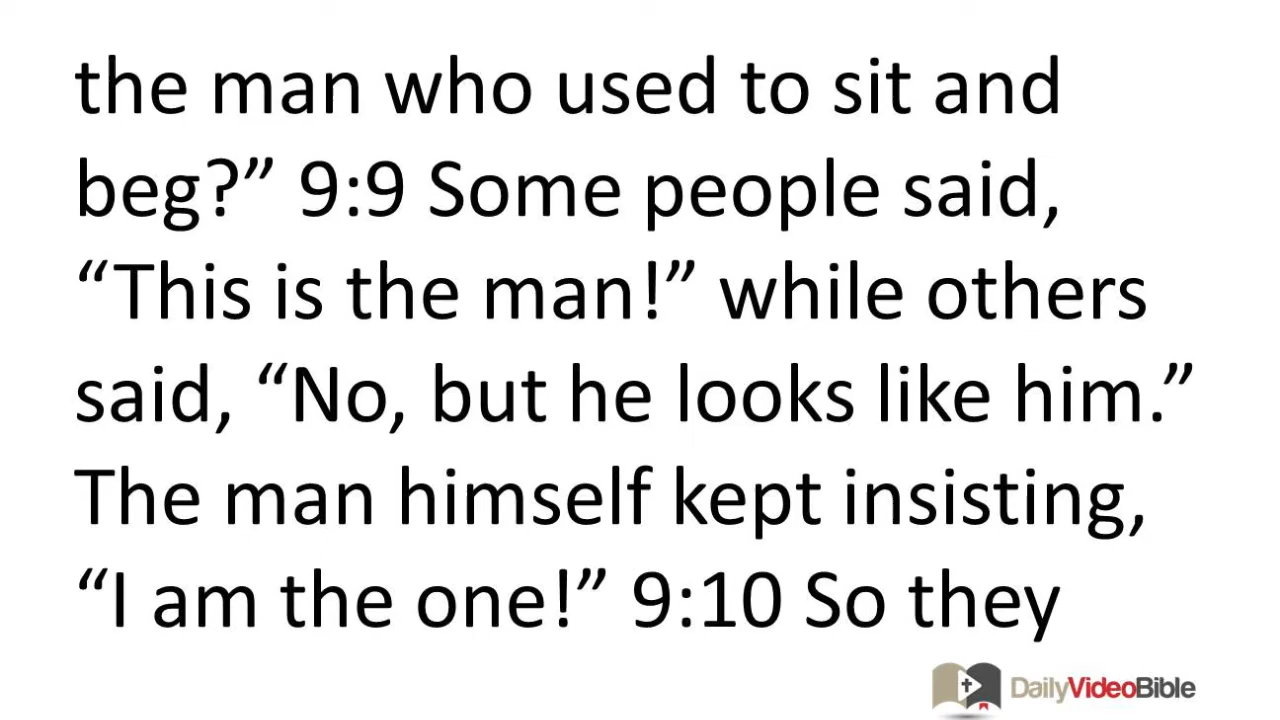 the man who used to sit and
beg?” 9:9 Some people said,
“This is the man!” while others
said, “No, but he looks like him.”
The man himself kept insisting,
“I am the one!” 9:10 So they
DailyVideoBible